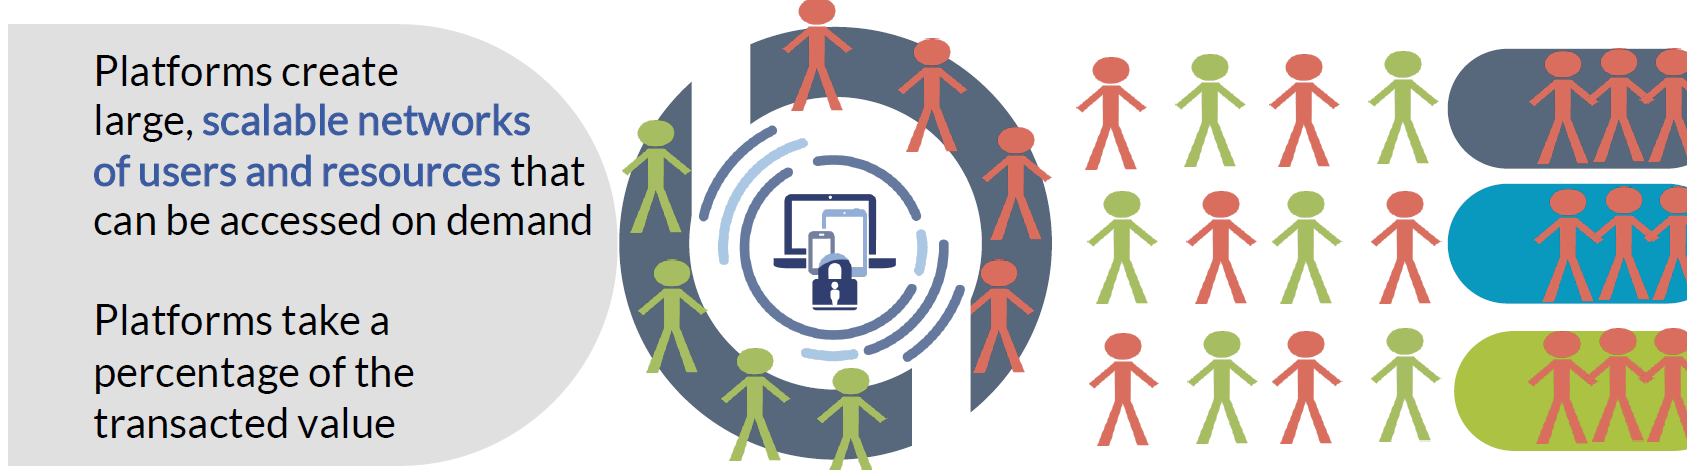 Platforms create
large, scalable networks
of users and resources that
can be accessed on demand
Platforms take a
percentage of the
transacted value